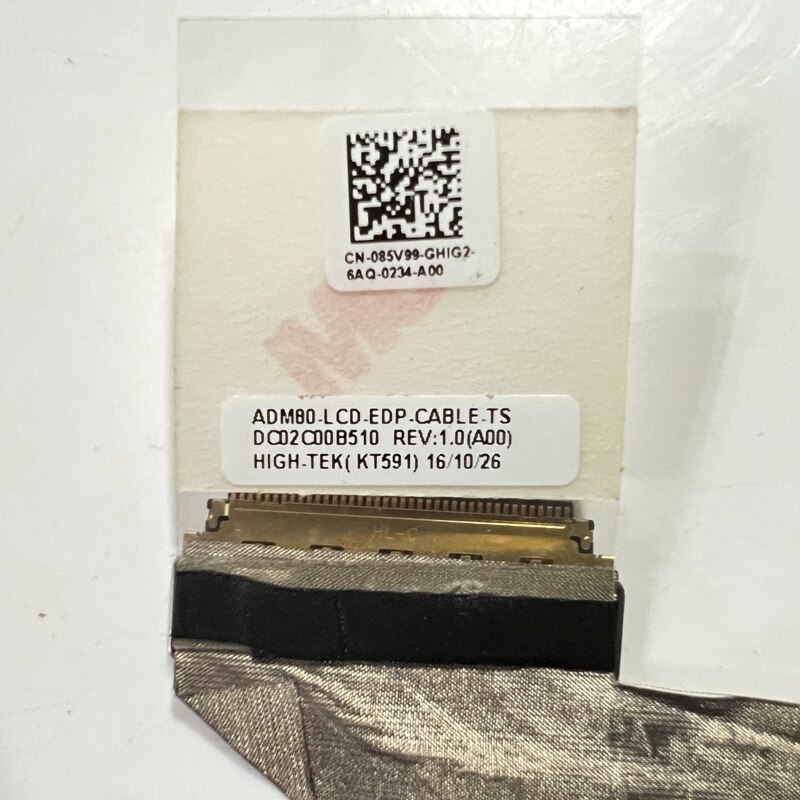 CN-085V99-GHIG2-
6AQ-0234-A00
ADM80-LCD-EDP-CABLE-TS
DC02C00B510 REV:1.0(A00)
HIGH-TEK( KT591) 16/10/26
HL-C